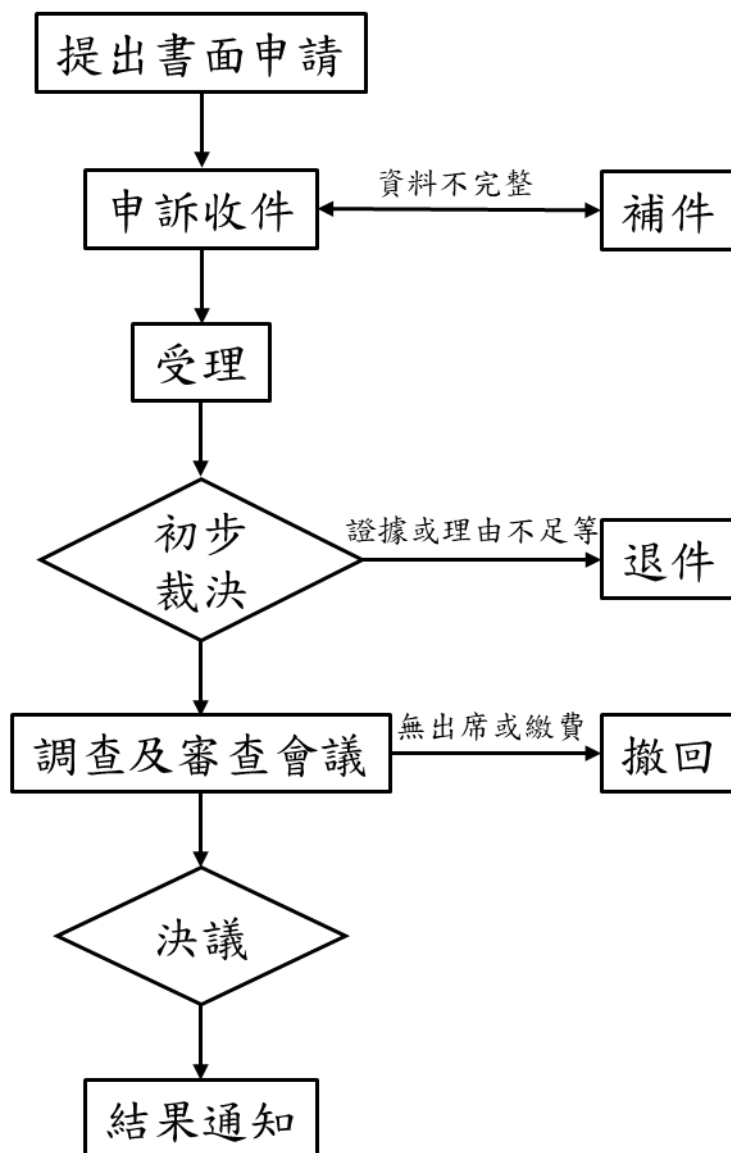 提出書面申請
申訴收件
資料不完整
補件
受理
初步
裁決
證據或理由不足等
退件
調查及審查會議
無出席或繳費
撤回
決議
結果通知